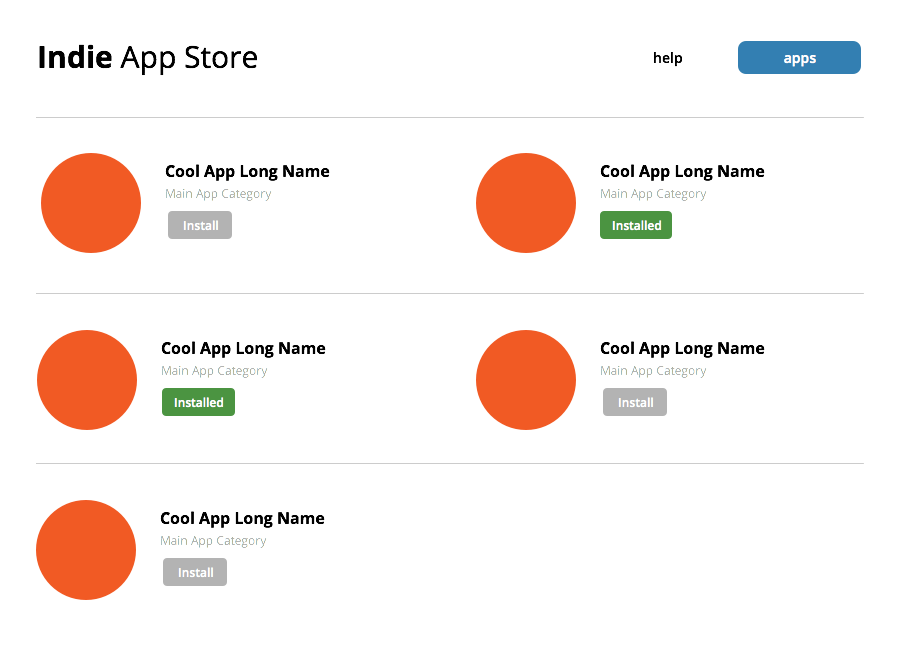 Indie App Store
help
apps
Cool App Long Name
Main App Category
Install
Cool App Long Name
Main App Category
Installed
Cool App Long Name
Main App Category
Installed
Cool App Long Name
Main App Category
Install
Cool App Long Name
Main App Category
Install